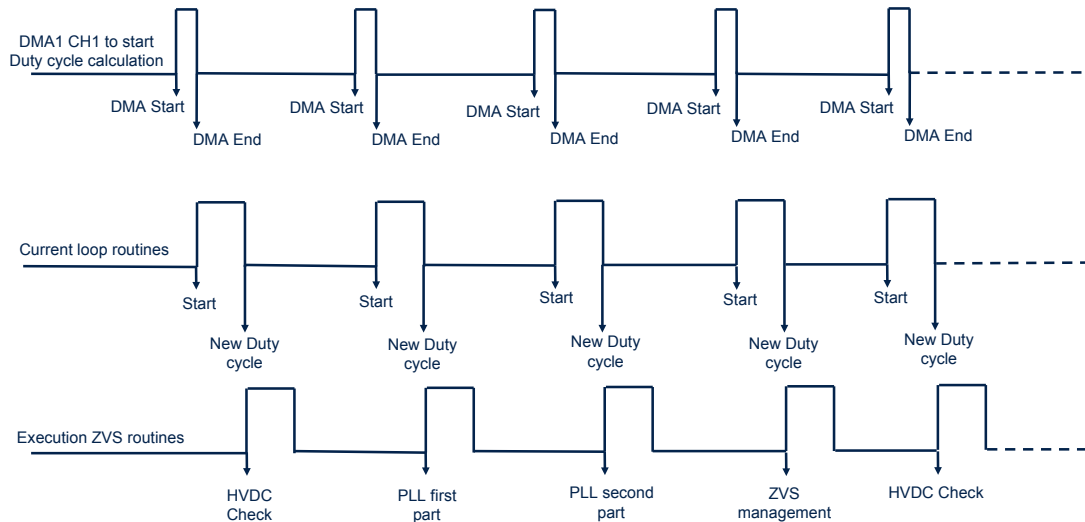 DMA1 CH1 to start
Duty cycle calculation
DMA Start
DMA Start
DMA Start
DMA Start
DMA Start
DMA End
DMA End
DMA End
DMA End
DMA End
Current loop routines
Start
Start
Start
Start
Start
New Duty
cycle
New Duty
cycle
New Duty
cycle
New Duty
cycle
New Duty
cycle
Execution ZVS routines
HVDC
Check
PLL first
part
PLL second
part
ZVS
management
HVDC Check